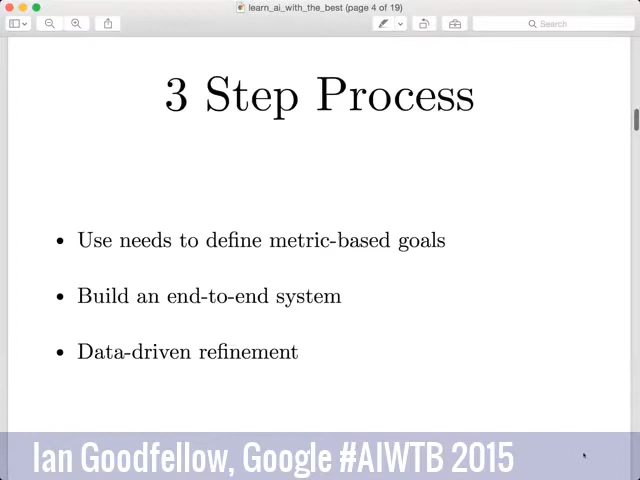 learn_ai_with_the_best (page 4 of 19)
Search
3 Step Process
• Use needs to define metric-based goals
• Build an end-to-end system
• Data-driven refinement
Ian Goodfellow, Google #AIWTB 2015